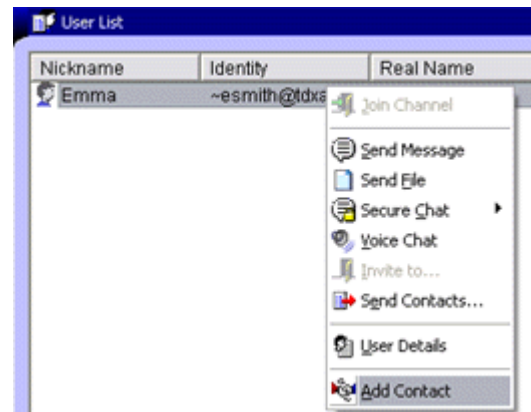 User List
Nickname Identity Real Name
Emma ~esmith@tdxa
Join Channel
Send Message
Send File
Secure Chat
Voice Chat
Invite to...
Send Contacts...
User Details
Add Contact